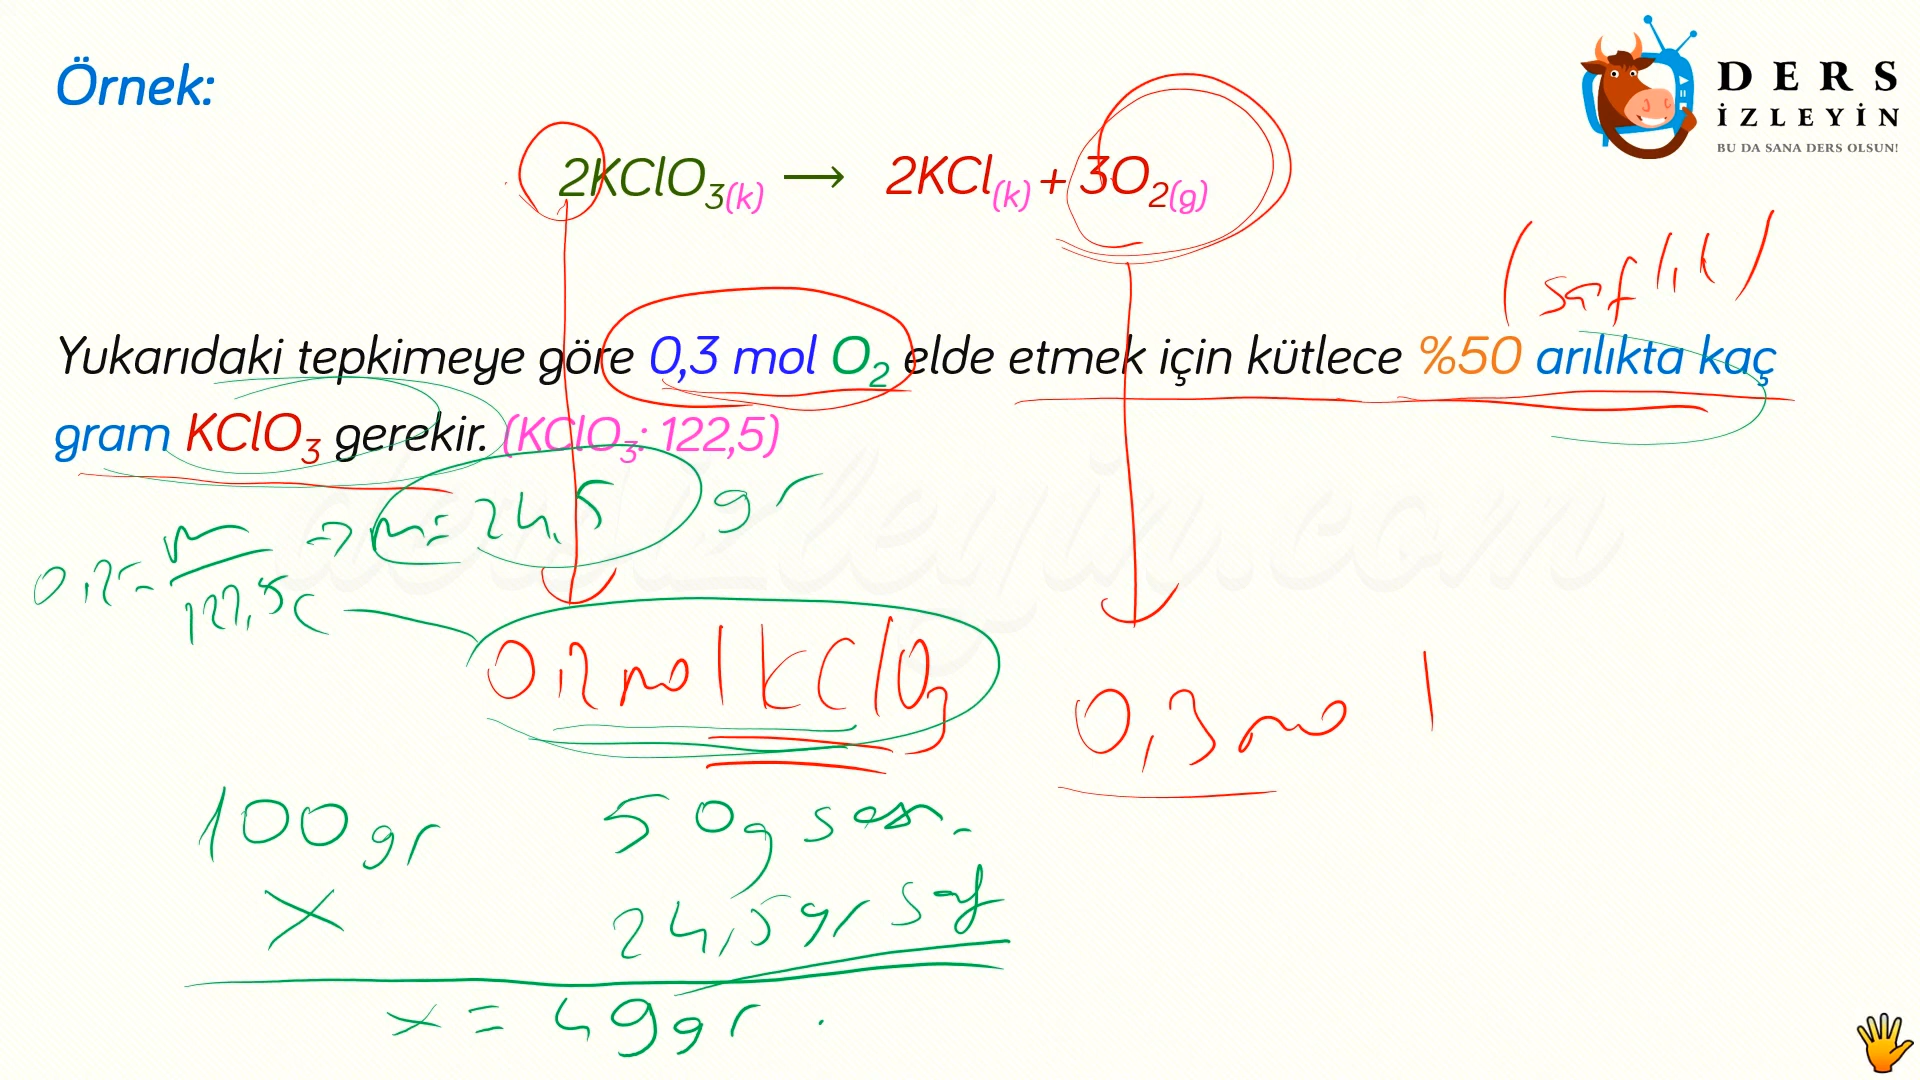 Örnek:
DERS
İZLEYİN
BU DA SANA DERS OLSUN!
2KClO3(k) ⟶ 2KCl(k) + 3O2(g)
( saflık )
Yukarıdaki tepkimeye göre 0,3 mol O2 elde etmek için kütlece %50 arılıkta kaç
gram KClO3 gerekir. (KClO3: 122,5)
0,2 = m / 122,5 → m = 24,5 gr
0,2 mol KClO3
0,3 mol
100 gr 50 g
x 24,5 gr saf
x = 49 gr.